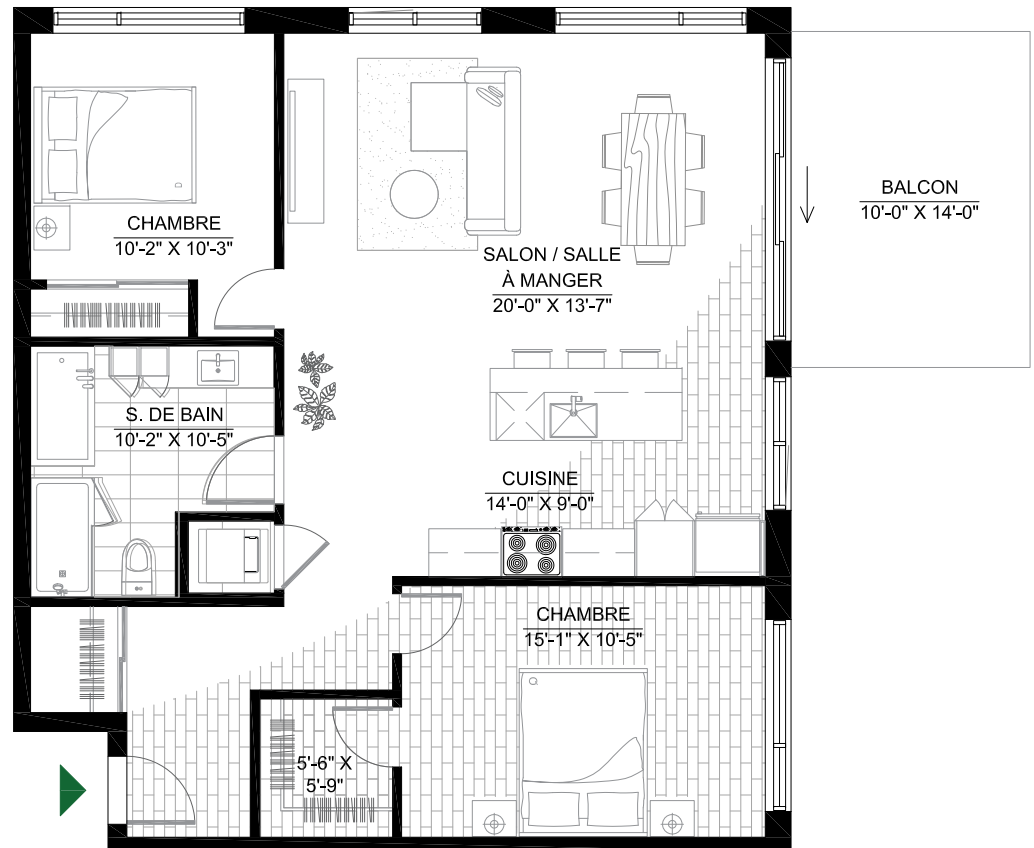 CHAMBRE
10'-2" X 10'-3"
SALON / SALLE
À MANGER
20'-0" X 13'-7"
BALCON
10'-0" X 14'-0"
S. DE BAIN
10'-2" X 10'-5"
CUISINE
14'-0" X 9'-0"
CHAMBRE
15'-1" X 10'-5"
5'-6" X
5'-9"